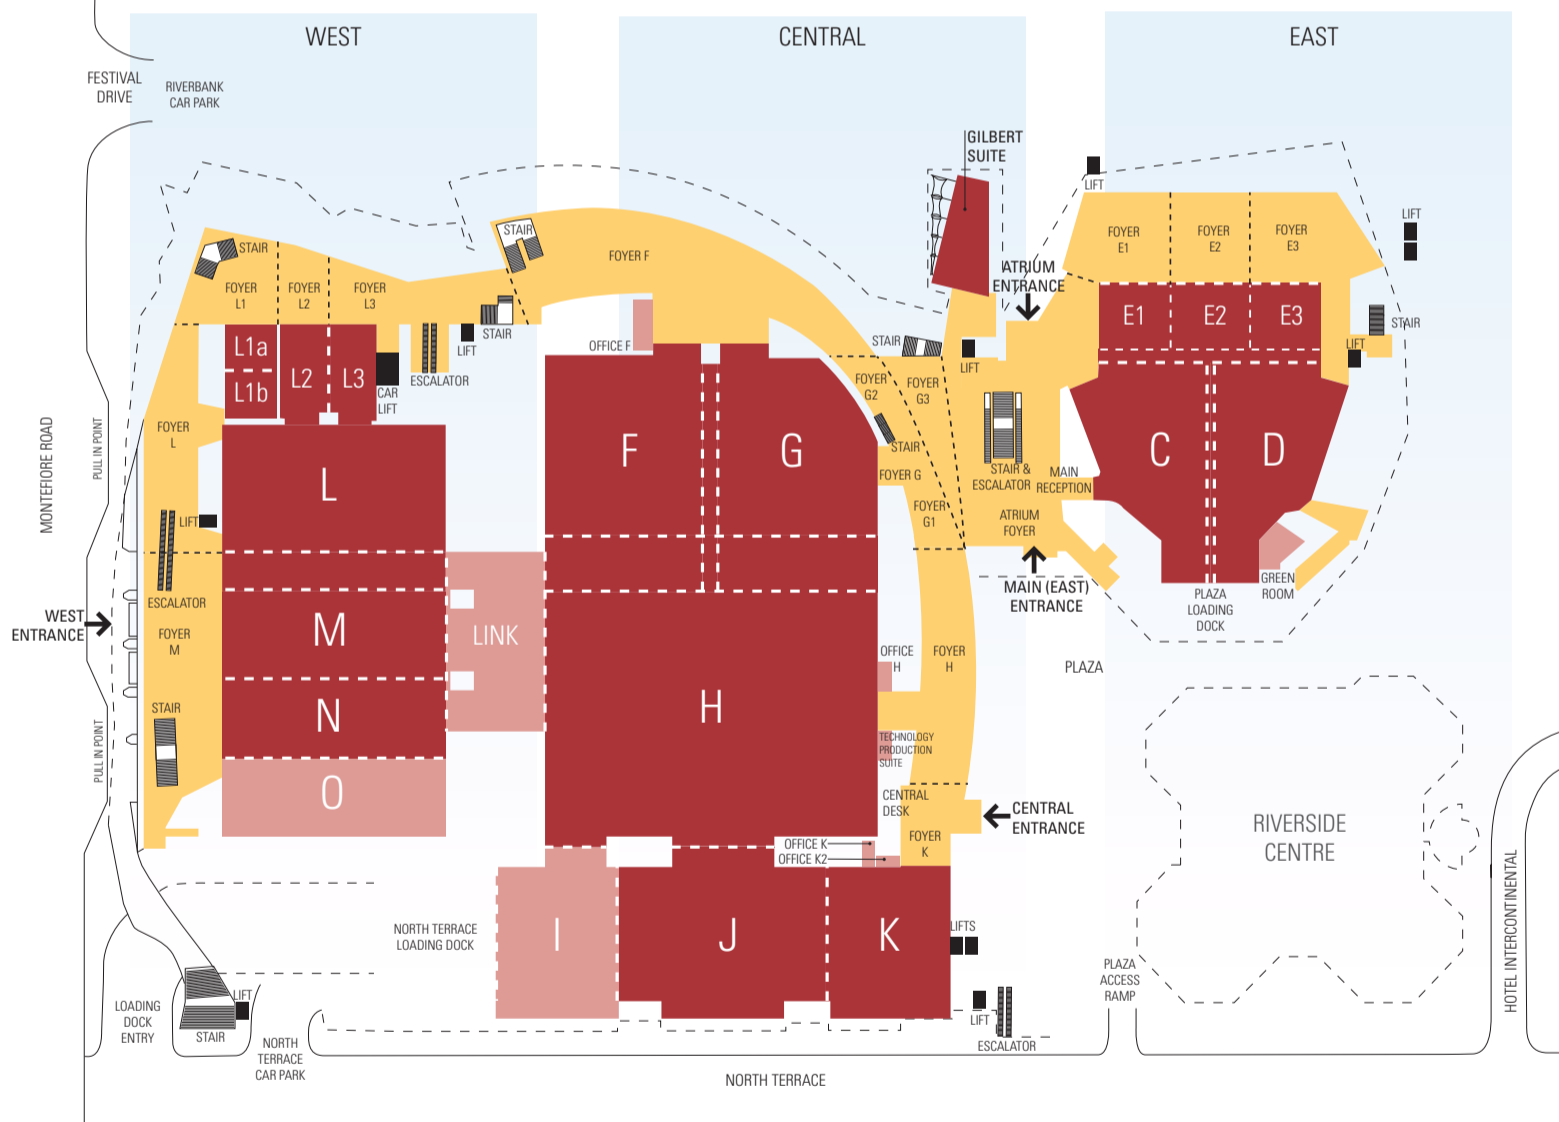 WEST
CENTRAL
EAST
FESTIVAL
DRIVE
RIVERBANK
CAR PARK
GILBERT
SUITE
LIFT
LIFT
STAIR
STAIR
FOYER F
FOYER
E1
FOYER
E2
FOYER
E3
ATRIUM
ENTRANCE
FOYER
L1
FOYER
L2
FOYER
L3
E1
E2
E3
STAIR
STAIR
OFFICE F
STAIR
LIFT
LIFT
LIFT
L1a
L1b
L2
L3
ESCALATOR
CAR
LIFT
FOYER
G2
FOYER
G3
MONTEFIORE ROAD
PULL IN POINT
FOYER
L
F
G
STAIR
C
D
L
FOYER G
STAIR &
ESCALATOR
MAIN
RECEPTION
LIFT
FOYER
G1
ATRIUM
FOYER
ESCALATOR
MAIN (EAST)
ENTRANCE
GREEN
ROOM
PLAZA
LOADING
DOCK
WEST
ENTRANCE
FOYER
M
M
LINK
OFFICE
H
FOYER
H
PLAZA
STAIR
N
H
PULL IN POINT
TECHNOLOGY
PRODUCTION
SUITE
O
CENTRAL
DESK
CENTRAL
ENTRANCE
RIVERSIDE
CENTRE
OFFICE K
OFFICE K2
FOYER
K
NORTH TERRACE
LOADING DOCK
I
J
K
LIFTS
HOTEL INTERCONTINENTAL
PLAZA
ACCESS
RAMP
LOADING
DOCK
ENTRY
LIFT
STAIR
LIFT
ESCALATOR
NORTH
TERRACE
CAR PARK
NORTH TERRACE